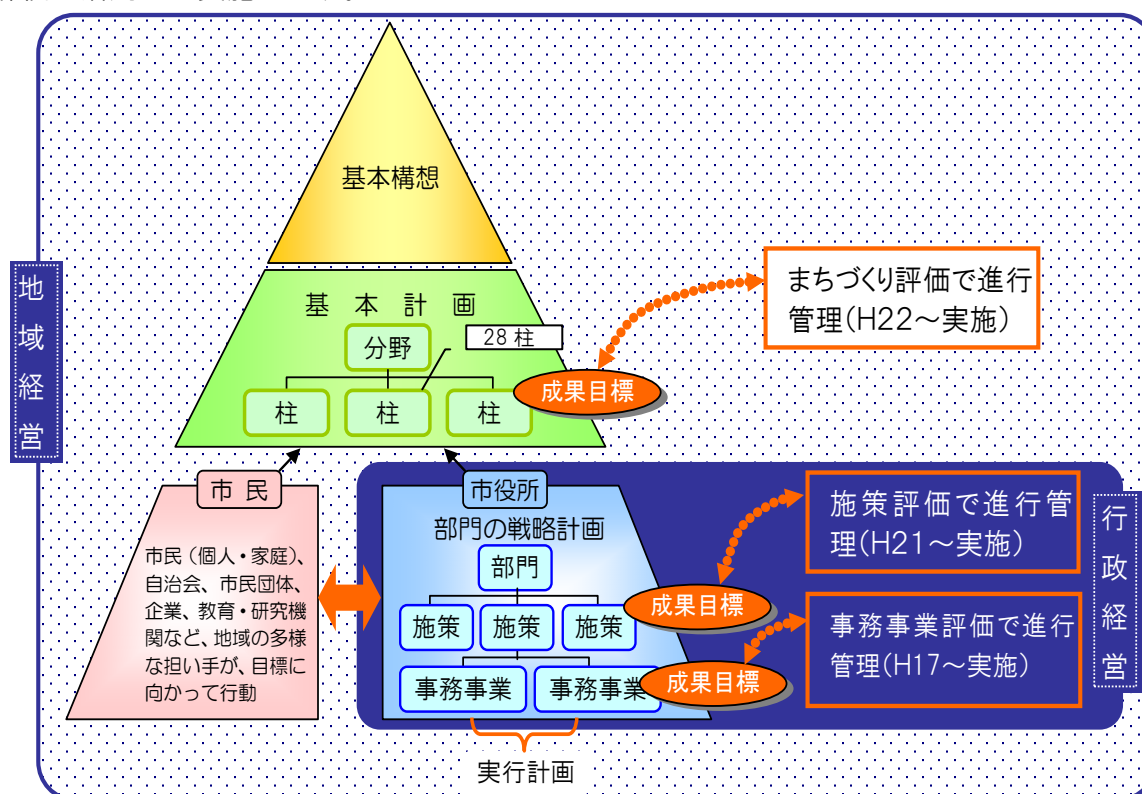 基本構想
地域経営
基本計画
分野
28 柱
柱 柱 柱
成果目標
まちづくり評価で進行
管理(H22～実施)
市 民
市民（個人・家庭）、
自治会、市民団体、
企業、教育・研究機
関など、地域の多様
な担い手が、目標に
向かって行動
市役所
部門の戦略計画
部門
施策 施策 施策
事務事業 事務事業
成果目標
成果目標
施策評価で進行管
理(H21～実施)
事務事業評価で進行
管理(H17～実施)
行政経営
実行計画